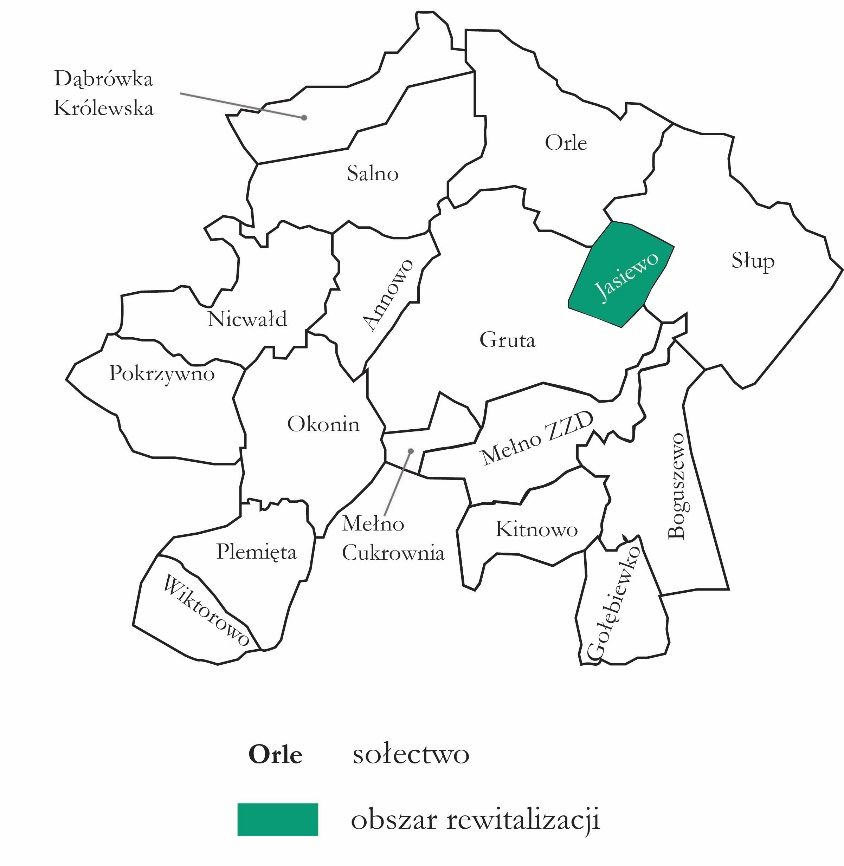 Dąbrówka
Królewska
Orle
Salno
Słup
Jasiewo
Annowo
Nicwałd
Gruta
Pokrzywno
Okonin
Mełno ZZD
Boguszewo
Mełno
Cukrownia
Kitnowo
Plemięta
Gołębiewko
Wiktorowo
Orle sołectwo
obszar rewitalizacji